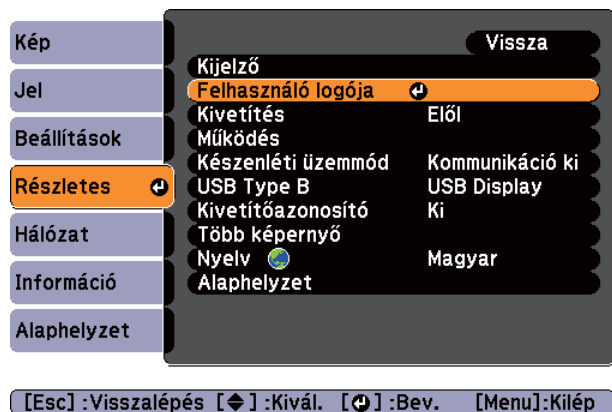 Kép
Jel
Beállítások
Részletes
Hálózat
Információ
Alaphelyzet
Vissza
Kijelző
Felhasználó logója
Kivetítés Elől
Működés
Készenléti üzemmód Kommunikáció ki
USB Type B USB Display
Kivetítőazonosító Ki
Több képernyő
Nyelv Magyar
Alaphelyzet
[Esc] :Visszalépés [◆] :Kivál. [⏎] :Bev. [Menu]:Kilép